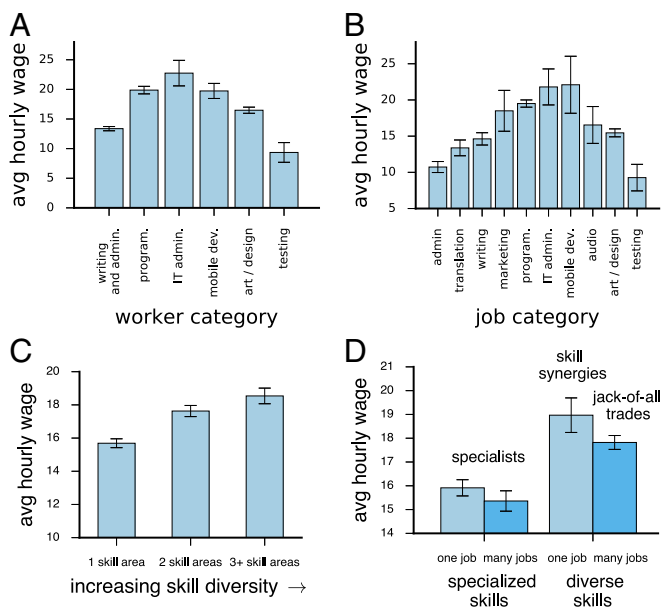 A
avg hourly wage
25
20
15
10
5
0
writing
and admin.
program.
IT admin.
mobile dev.
art / design
testing
worker category
B
avg hourly wage
25
20
15
10
5
admin
translation
writing
marketing
program.
IT admin.
mobile dev.
audio
art / design
testing
job category
C
avg hourly wage
20
18
16
14
12
10
1 skill area
2 skill areas
3+ skill areas
increasing skill diversity →
D
avg hourly wage
21
20
19
18
17
16
15
14
specialists
skill
synergies
jack-of-all
trades
one job many jobs one job many jobs
specialized
skills
diverse
skills